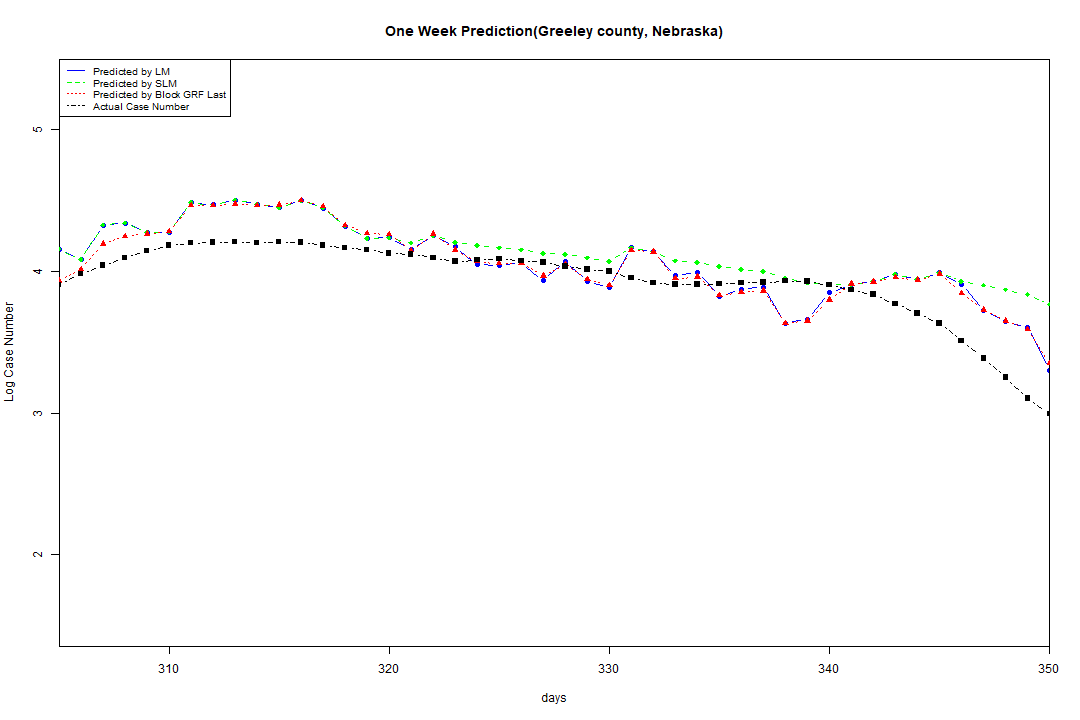 One Week Prediction(Greeley county, Nebraska)
Predicted by LM
Predicted by SLM
Predicted by Block GRF Last
Actual Case Number
5
4
3
2
Log Case Number
310 320 330 340 350
days